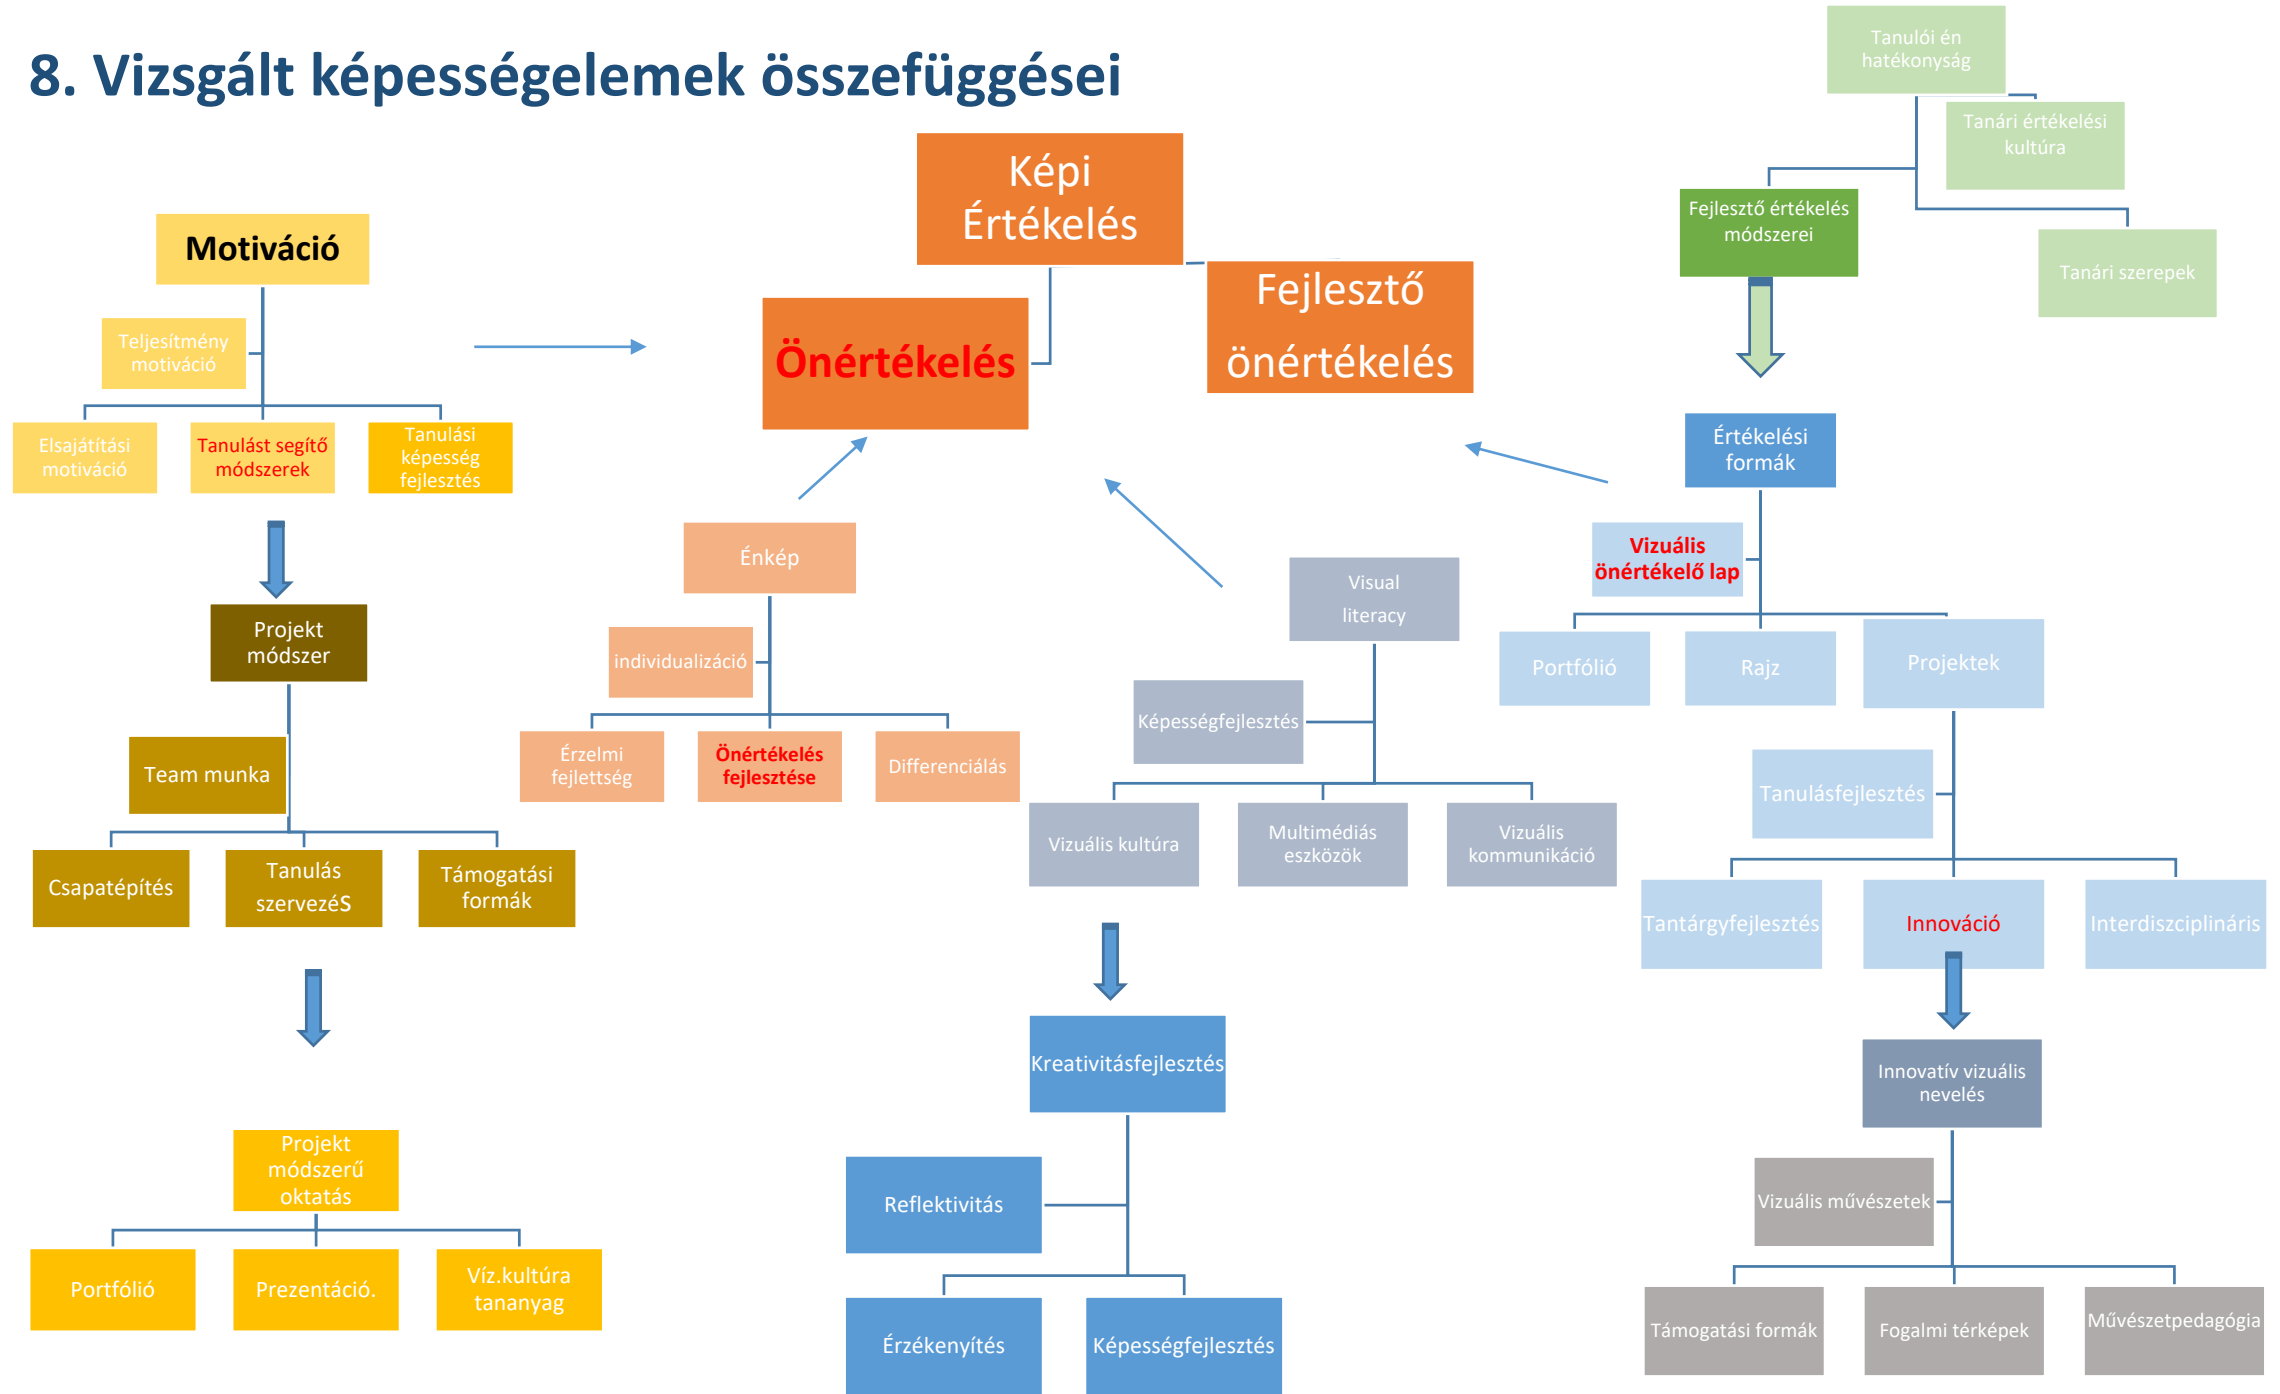 8. Vizsgált képességelemek összefüggései
Tanulói én
hatékonyság
Tanári értékelési
kultúra
Fejlesztő értékelés
módszerei
Tanári szerepek
Képi
Értékelés
Önértékelés
Fejlesztő
önértékelés
Motiváció
Teljesítmény
motiváció
Elsajátítási
motiváció
Tanulást segítő
módszerek
Tanulási
képesség
fejlesztés
Projekt
módszer
Team munka
Csapatépítés
Tanulás
szervezéS
Támogatási
formák
Projekt
módszerű
oktatás
Portfólió
Prezentáció.
Víz.kultúra
tananyag
Énkép
individualizáció
Érzelmi
fejlettség
Önértékelés
fejlesztése
Differenciálás
Visual
literacy
Képességfejlesztés
Vizuális kultúra
Multimédiás
eszközök
Vizuális
kommunikáció
Kreativitásfejlesztés
Reflektivitás
Érzékenyítés
Képességfejlesztés
Értékelési
formák
Vizuális
önértékelő lap
Portfólió
Rajz
Projektek
Tanulásfejlesztés
Tantárgyfejlesztés
Innováció
Interdiszciplináris
Innovatív vizuális
nevelés
Vizuális művészetek
Támogatási formák
Fogalmi térképek
Művészetpedagógia